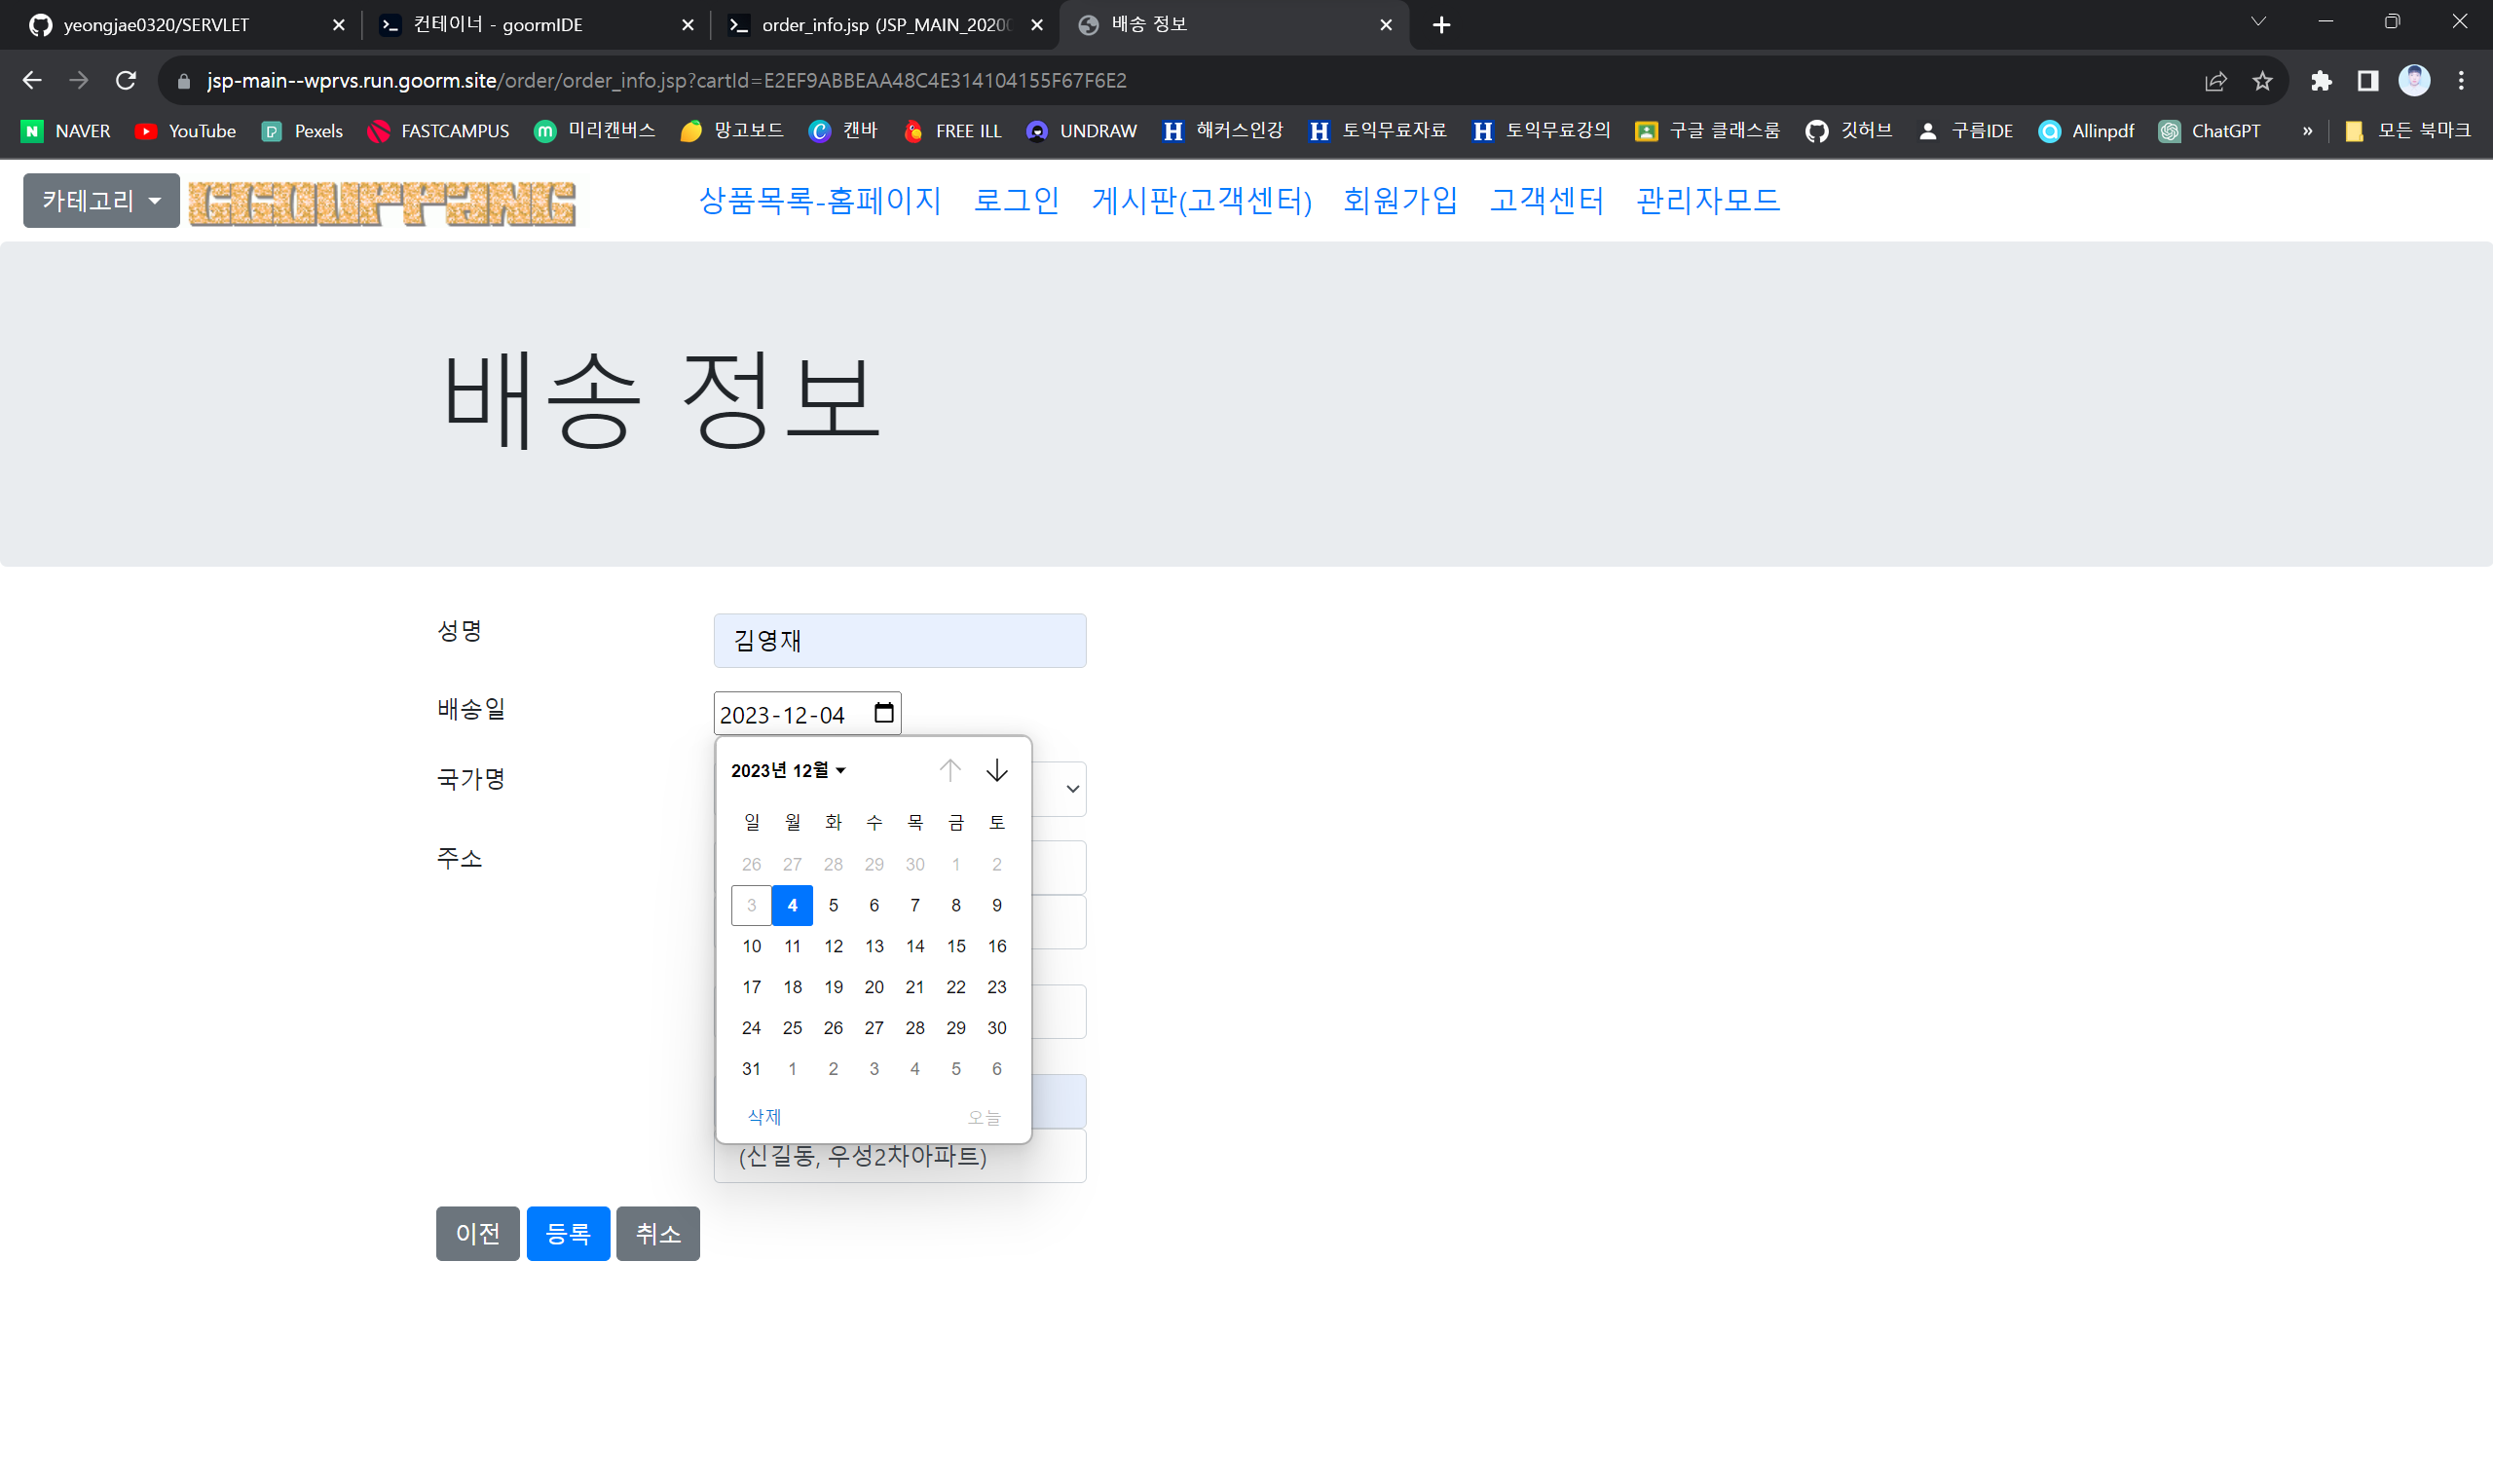 yeongjae0320/SERVLET
컨테이너 - goormIDE
order_info.jsp (JSP_MAIN_2020
배송 정보
jsp-main--wprvs.run.goorm.site/order/order_info.jsp?cartId=E2EF9ABBEAA48C4E314104155F67F6E2
NAVER YouTube Pexels FASTCAMPUS 미리캔버스 망고보드 캔바 FREE ILL UNDRAW 해커스인강 토익무료자료 토익무료강의 구글 클래스룸 깃허브 구름IDE Allinpdf ChatGPT » 모든 북마크
카테고리 GGOUPPANG 상품목록-홈페이지 로그인 게시판(고객센터) 회원가입 고객센터 관리자모드
배송 정보
성명 김영재
배송일 2023-12-04
국가명
주소
2023년 12월
일 월 화 수 목 금 토
26 27 28 29 30 1 2
3 4 5 6 7 8 9
10 11 12 13 14 15 16
17 18 19 20 21 22 23
24 25 26 27 28 29 30
31 1 2 3 4 5 6
삭제 오늘
(신길동, 우성2차아파트)
이전 등록 취소